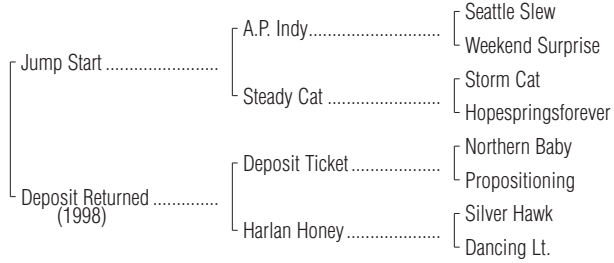 Seattle Slew
A.P. Indy............................
Weekend Surprise
Jump Start ........................
Storm Cat
Steady Cat ........................
Hopespringsforever
Northern Baby
Deposit Ticket...................
Propositioning
Deposit Returned ..............
(1998)
Silver Hawk
Harlan Honey....................
Dancing Lt.